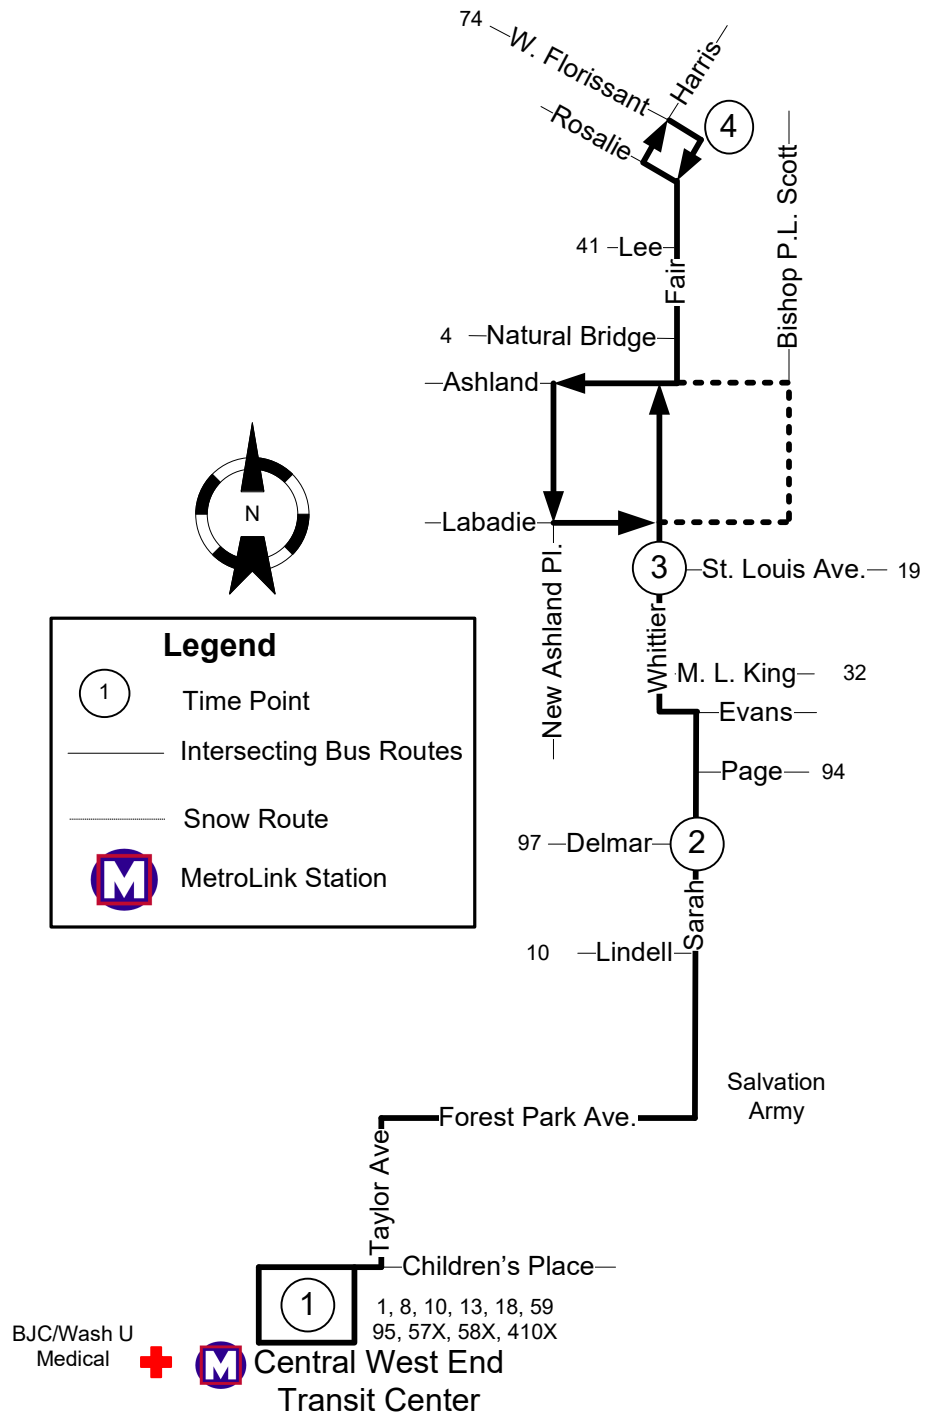 74
W. Florissant
Harris
Rosalie
4
Bishop P.L. Scott
41
Lee
Fair
4
Natural Bridge
Ashland
N
Labadie
3
St. Louis Ave.
19
New Ashland Pl.
Whittier
M. L. King
32
Evans
Page
94
97
Delmar
2
Sarah
10
Lindell
Legend
1
Time Point
Intersecting Bus Routes
Snow Route
M
MetroLink Station
Salvation
Army
Forest Park Ave.
Taylor Ave
Children's Place
1
1, 8, 10, 13, 18, 59
95, 57X, 58X, 410X
BJC/Wash U
Medical
M
Central West End
Transit Center